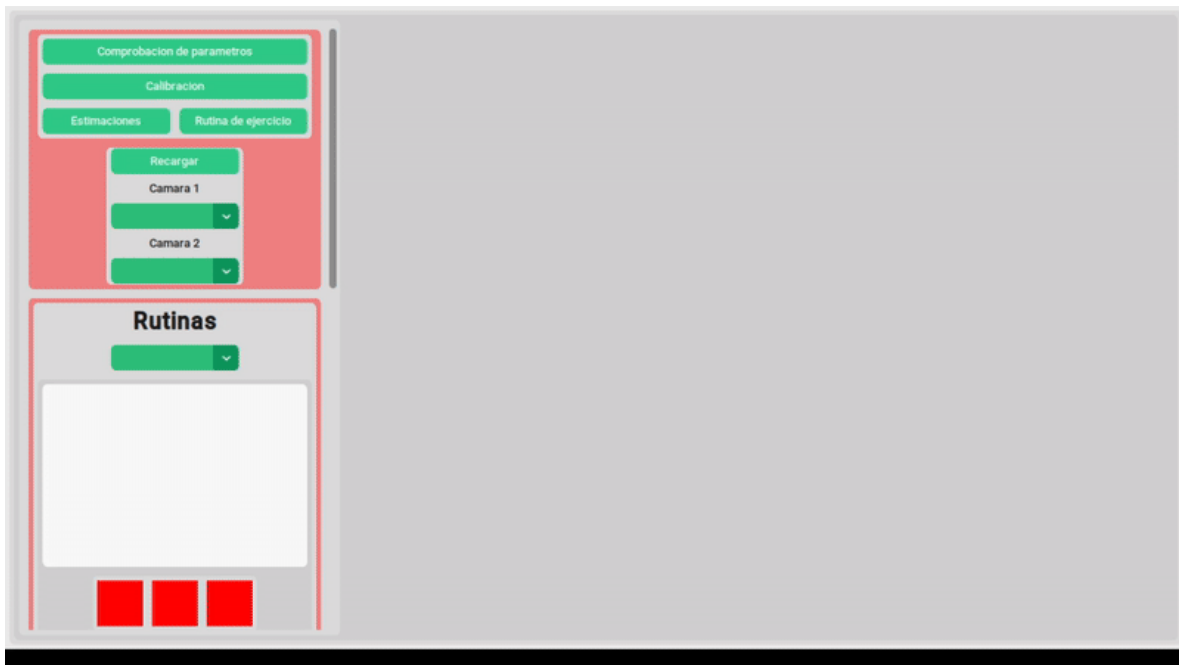 Comprobacion de parametros
Calibracion
Estimaciones Rutina de ejercicio
Recargar
Camara 1
Camara 2
Rutinas